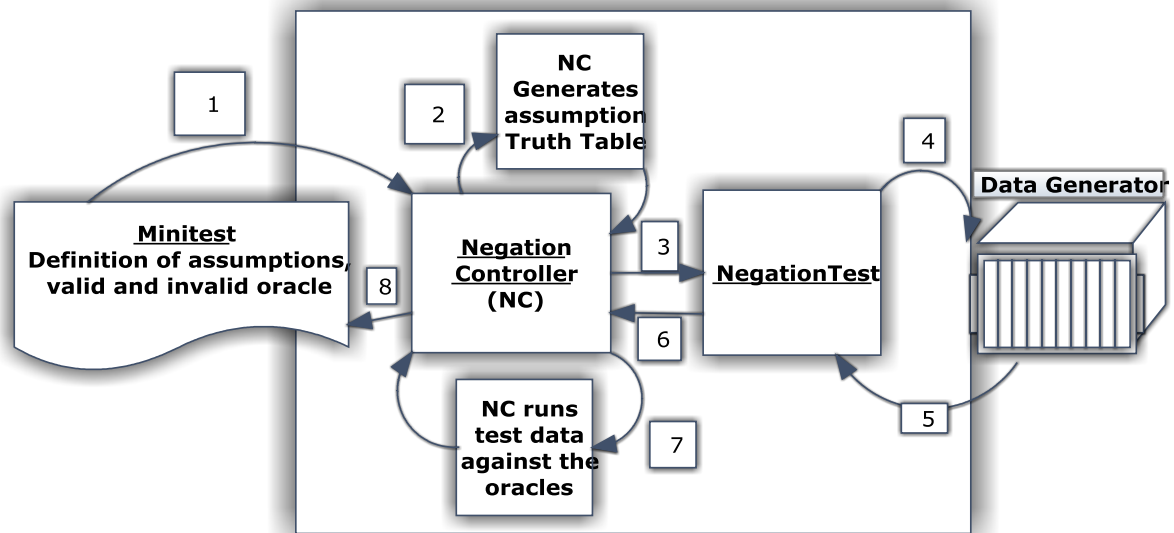 1
2
NC
Generates
assumption
Truth Table
4
Data Generator
Minitest
Definition of assumptions,
valid and invalid oracle
Negation
Controller
(NC)
3
NegationTest
8
6
NC runs
test data
against the
oracles
7
5